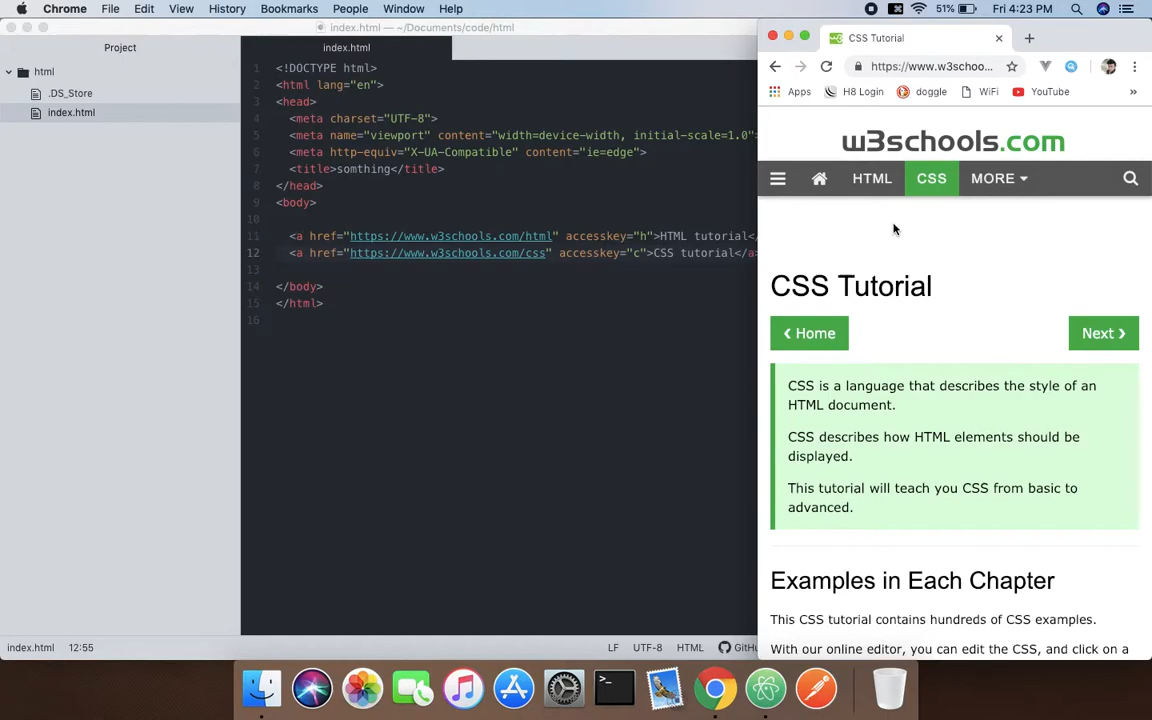 Chrome File Edit View History Bookmarks People Window Help 51% Fri 4:23 PM
index.html — ~/Documents/code/html
Project
index.html
html
.DS_Store
index.html
1 <!DOCTYPE html>
2 <html lang="en">
3 <head>
4 <meta charset="UTF-8">
5 <meta name="viewport" content="width=device-width, initial-scale=1.0"
6 <meta http-equiv="X-UA-Compatible" content="ie=edge">
7 <title>somthing</title>
8 </head>
9 <body>
10
11 <a href="https://www.w3schools.com/html" accesskey="h">HTML tutorial</
12 <a href="https://www.w3schools.com/css" accesskey="c">CSS tutorial</a
13
14 </body>
15 </html>
16
index.html 12:55 LF UTF-8 HTML GitHu
CSS Tutorial
https://www.w3schoo...
Apps H8 Login doggle WiFi YouTube »
w3schools.com
HTML CSS MORE
CSS Tutorial
❮ Home Next ❯
CSS is a language that describes the style of an
HTML document.
CSS describes how HTML elements should be
displayed.
This tutorial will teach you CSS from basic to
advanced.
Examples in Each Chapter
This CSS tutorial contains hundreds of CSS examples.
With our online editor, you can edit the CSS, and click on a
>_